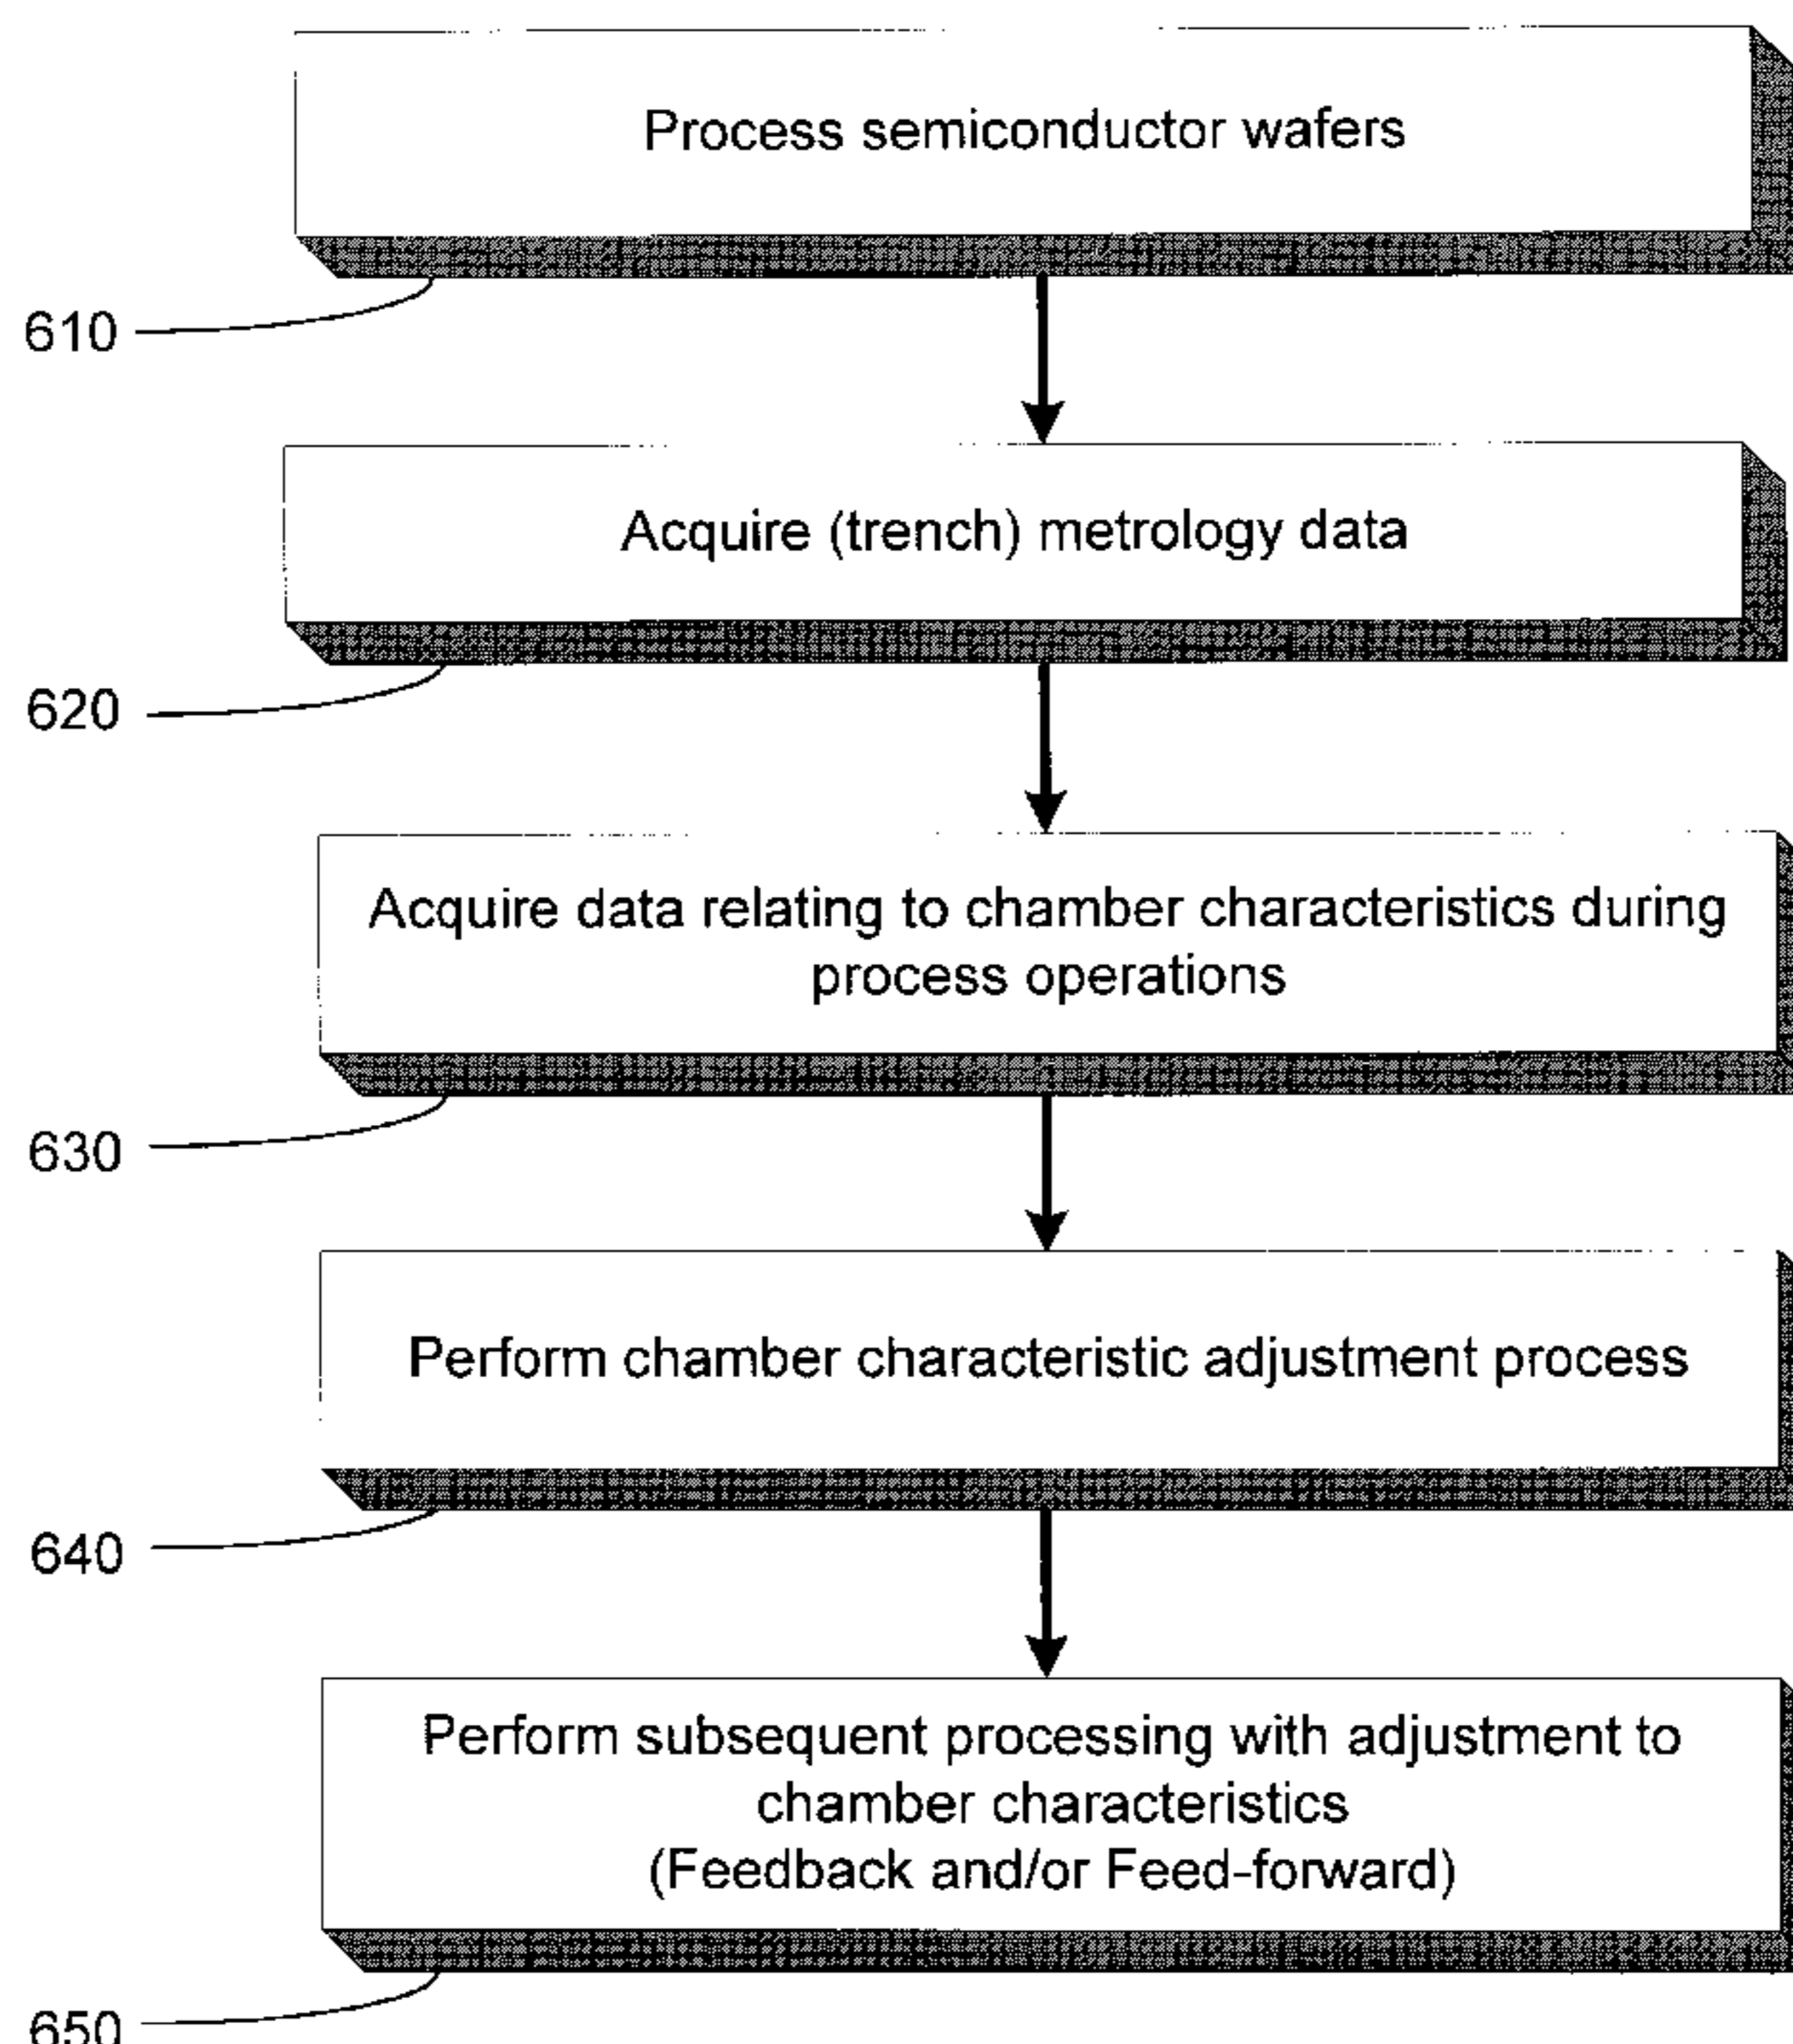 Process semiconductor wafers
610
Acquire (trench) metrology data
620
Acquire data relating to chamber characteristics during
process operations
630
Perform chamber characteristic adjustment process
640
Perform subsequent processing with adjustment to
chamber characteristics
(Feedback and/or Feed-forward)
650